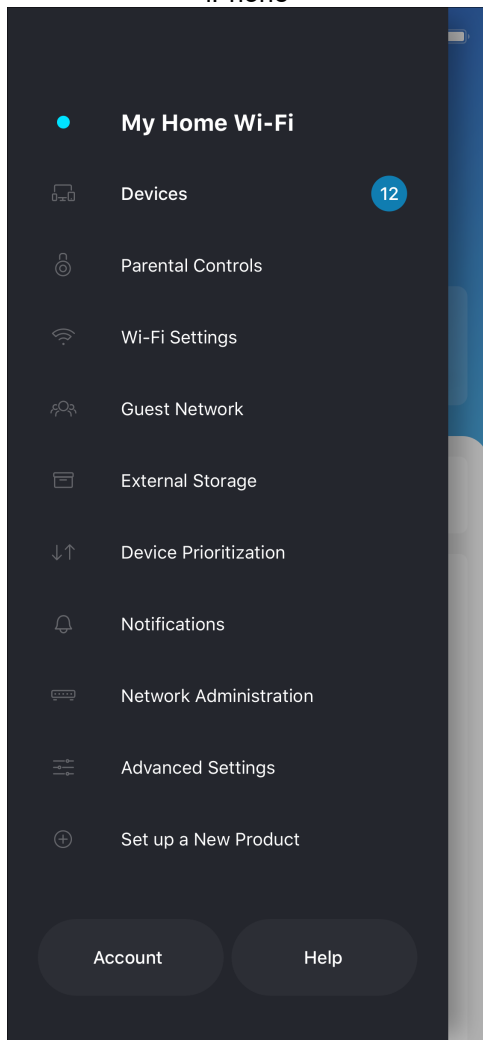 iPhone
My Home Wi-Fi
Devices 12
Parental Controls
Wi-Fi Settings
Guest Network
External Storage
Device Prioritization
Notifications
Network Administration
Advanced Settings
Set up a New Product
Account Help